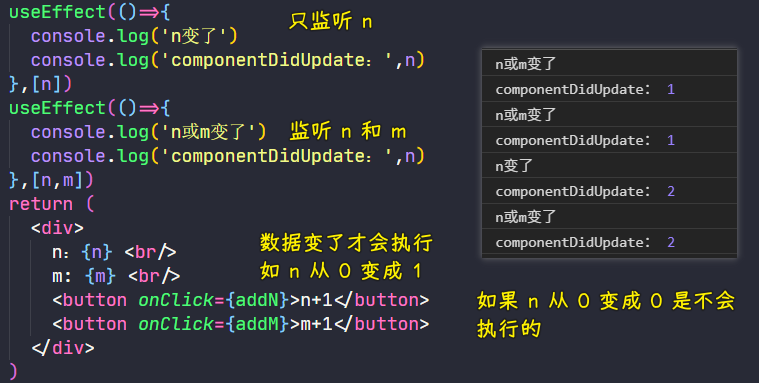 useEffect(()=>{
console.log('n变了')
console.log('componentDidUpdate：',n)
},[n])
只监听 n
useEffect(()=>{
console.log('n或m变了')
console.log('componentDidUpdate：',n)
},[n,m])
监听 n 和 m
return (
<div>
n：{n} <br/>
m: {m} <br/>
<button onClick={addN}>n+1</button>
<button onClick={addM}>m+1</button>
</div>
)
数据变了才会执行
如 n 从 0 变成 1
n或m变了
componentDidUpdate： 1
n或m变了
componentDidUpdate： 1
n变了
componentDidUpdate： 2
n或m变了
componentDidUpdate： 2
如果 n 从 0 变成 0 是不会
执行的